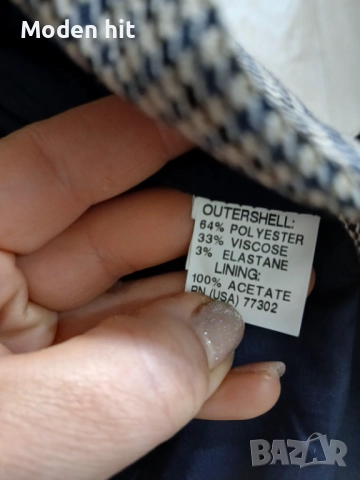 Moden hit
OUTERSHELL:
64% POLYESTER
33% VISCOSE
3% ELASTANE
LINING:
100% ACETATE
RN (USA) 77302
BAZAR